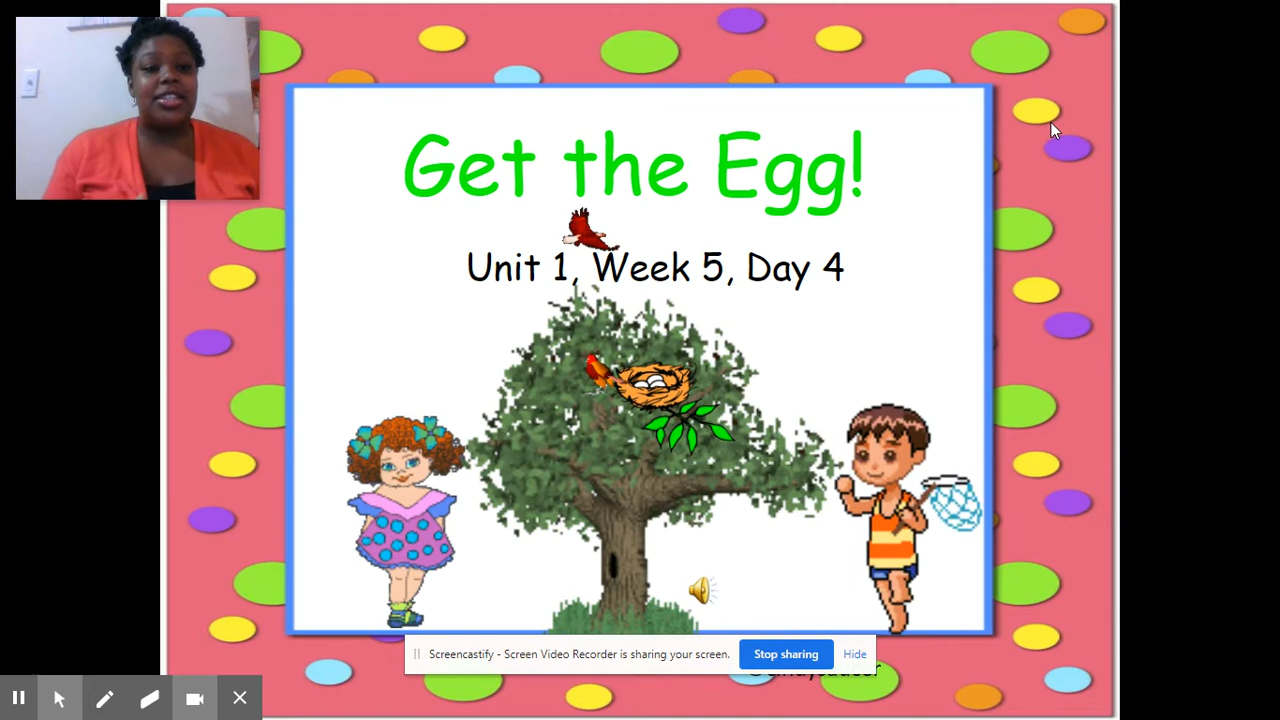 Get the Egg!
Unit 1, Week 5, Day 4
Screencastify - Screen Video Recorder is sharing your screen.
Stop sharing
Hide